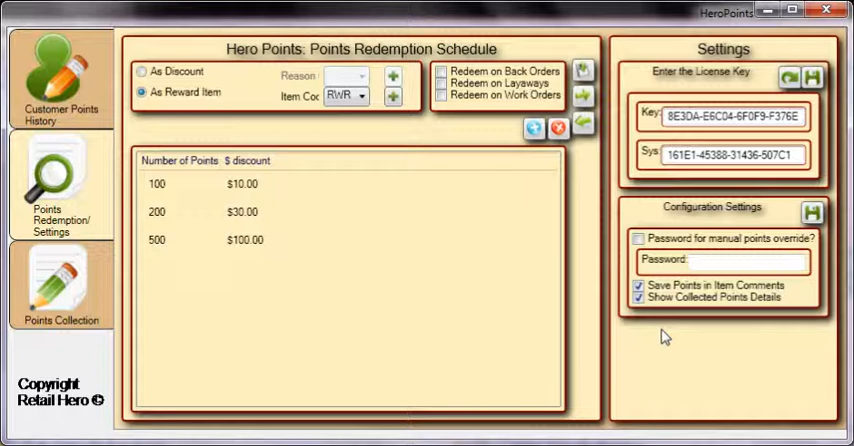 HeroPoints
Customer Points
History
Points
Redemption/
Settings
Points Collection
Copyright
Retail Hero ©
Hero Points: Points Redemption Schedule
As Discount
Reason
As Reward Item
Item Coc
RWR
Redeem on Back Orders
Redeem on Layaways
Redeem on Work Orders
Number of Points $ discount
100 $10.00
200 $30.00
500 $100.00
Settings
Enter the License Key
Key: 8E3DA-E6C04-6F0F9-F376E
Sys: 161E1-45388-31436-507C1
Configuration Settings
Password for manual points override?
Password:
Save Points in Item Comments
Show Collected Points Details